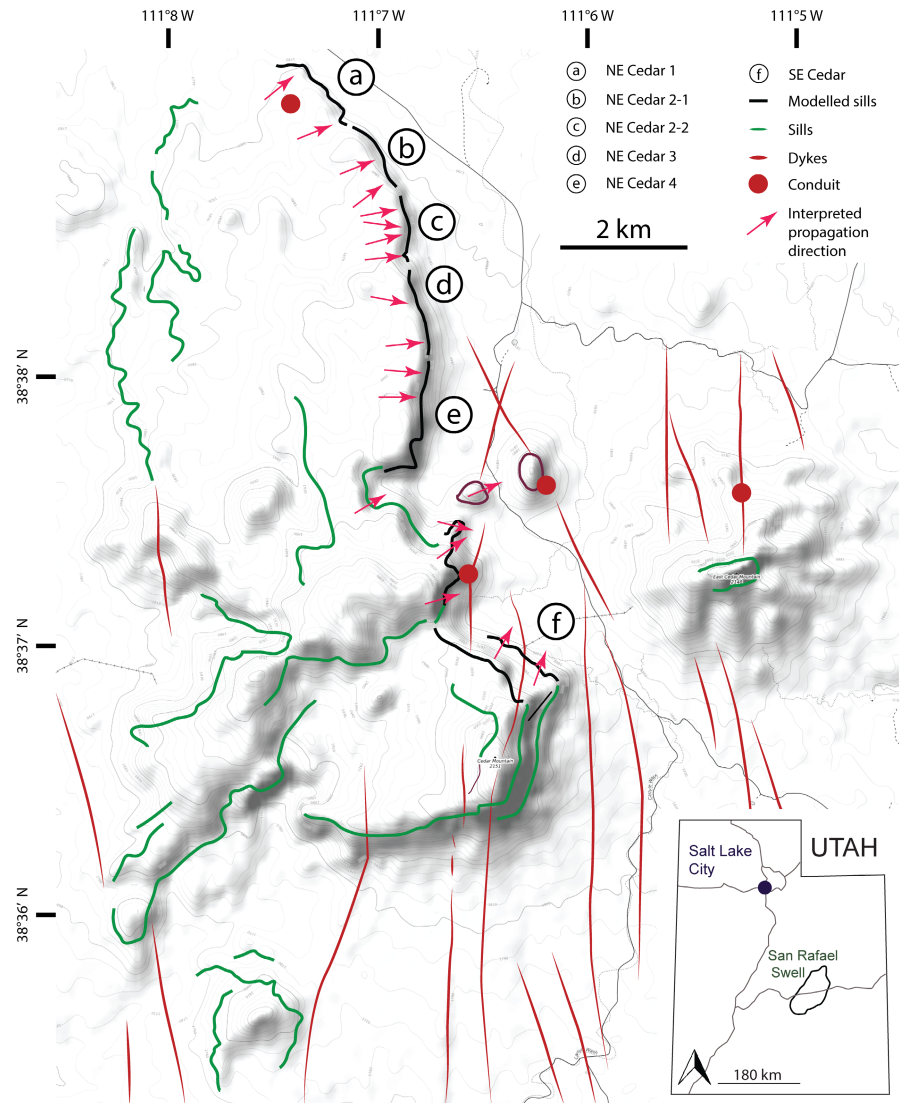 111°8’ W 111°7’ W 111°6’ W 111°5’ W
a NE Cedar 1
b NE Cedar 2-1
c NE Cedar 2-2
d NE Cedar 3
e NE Cedar 4
f SE Cedar
Modelled sills
Sills
Dykes
Conduit
Interpreted
propagation
direction
2 km
a
b
c
d
e
f
38°38’ N
38°37’ N
38°36’ N
East Cedar Mountain
Cedar Mountain
2151
UTAH
Salt Lake
City
San Rafael
Swell
180 km